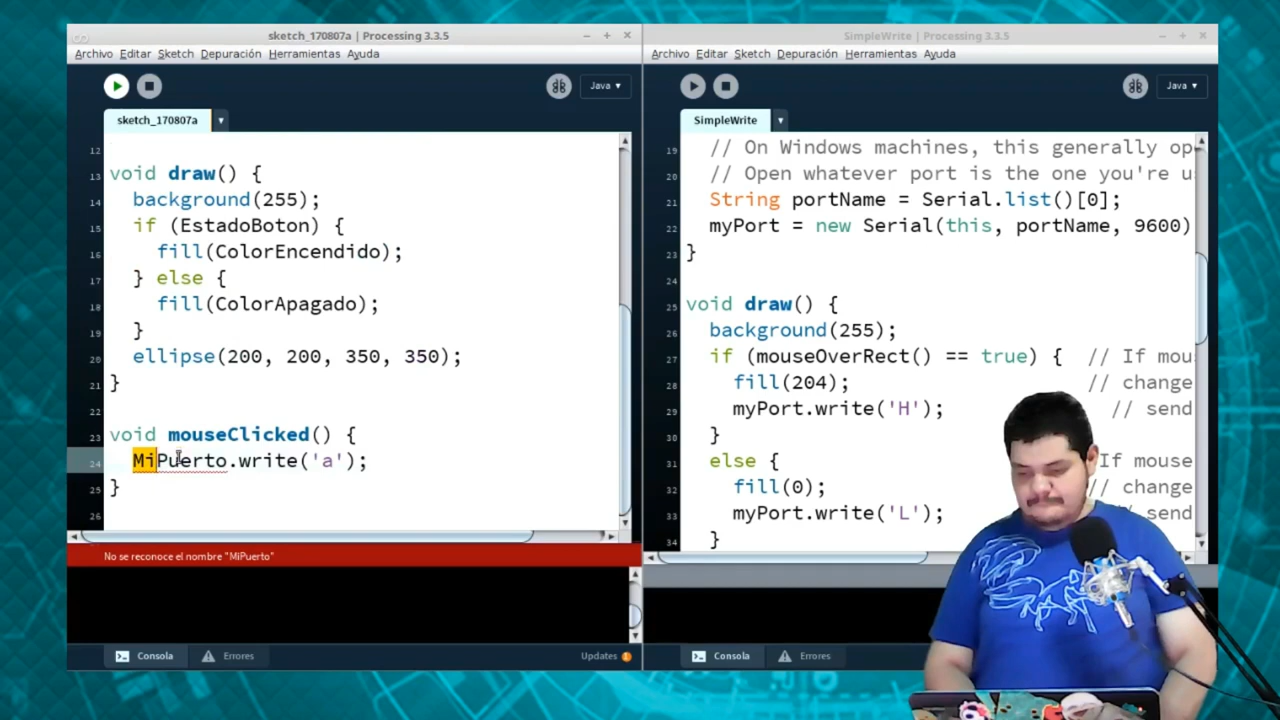 sketch_170807a | Processing 3.3.5
Archivo Editar Sketch Depuración Herramientas Ayuda
Java ▾
sketch_170807a
12
13 void draw() {
14 background(255);
15 if (EstadoBoton) {
16 fill(ColorEncendido);
17 } else {
18 fill(ColorApagado);
19 }
20 ellipse(200, 200, 350, 350);
21 }
22
23 void mouseClicked() {
24 MiPuerto.write('a');
25 }
26
No se reconoce el nombre "MiPuerto"
Consola
Errores
Updates 1
SimpleWrite | Processing 3.3.5
Archivo Editar Sketch Depuración Herramientas Ayuda
Java ▾
SimpleWrite
19 // On Windows machines, this generally op
20 // Open whatever port is the one you're u
21 String portName = Serial.list()[0];
22 myPort = new Serial(this, portName, 9600)
23 }
24
25 void draw() {
26 background(255);
27 if (mouseOverRect() == true) { // If mou
28 fill(204); // change
29 myPort.write('H'); // send
30 }
31 else { If mouse
32 fill(0); // change
33 myPort.write('L'); send
34 }
Consola
Errores